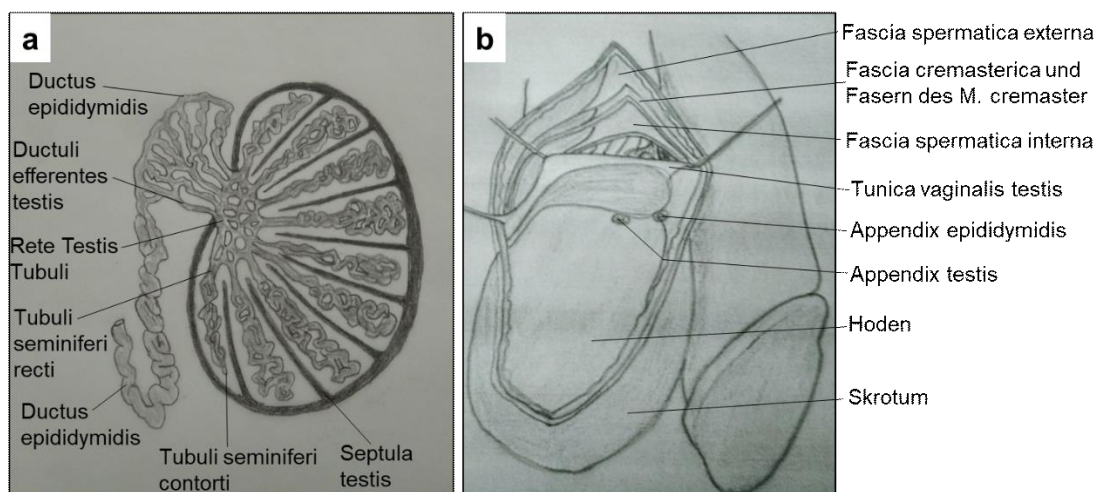 a
Ductus
epididymidis
Ductuli
efferentes
testis
Rete Testis
Tubuli
Tubuli
seminiferi
recti
Ductus
epididymidis
Tubuli seminiferi
contorti
Septula
testis
b
Fascia spermatica externa
Fascia cremasterica und
Fasern des M. cremaster
Fascia spermatica interna
Tunica vaginalis testis
Appendix epididymidis
Appendix testis
Hoden
Skrotum